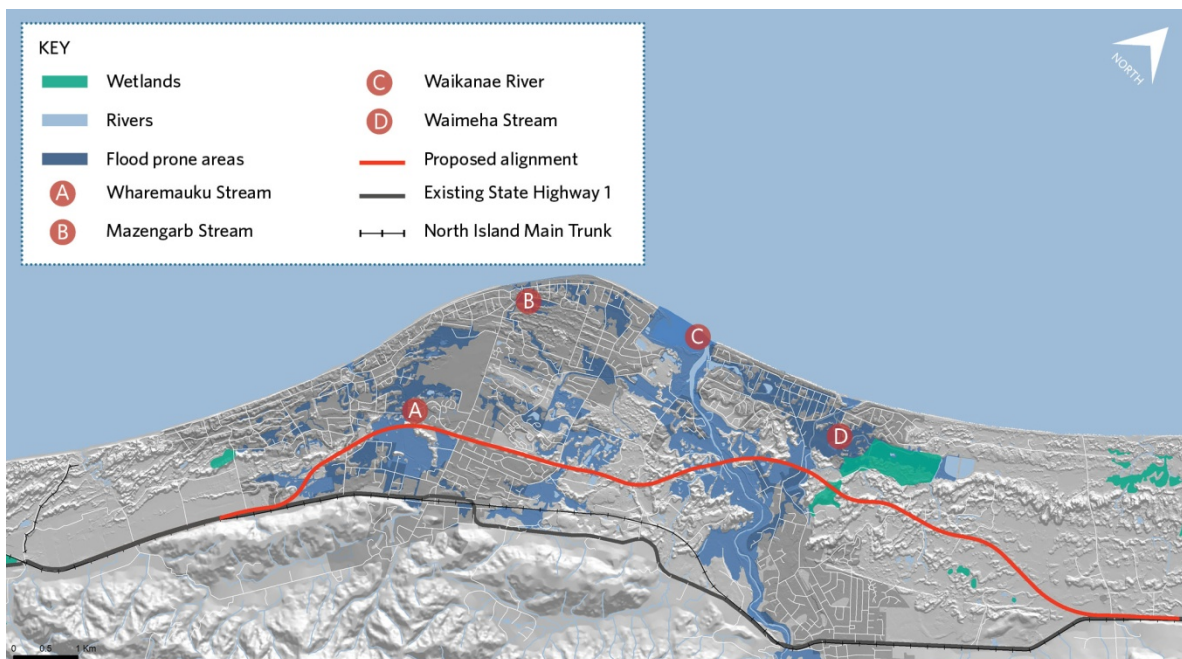 KEY
Wetlands
Rivers
Flood prone areas
A Wharemauku Stream
B Mazengarb Stream
C Waikanae River
D Waimeha Stream
Proposed alignment
Existing State Highway 1
North Island Main Trunk
NORTH
B
C
A
D
0 0.5 1 Km